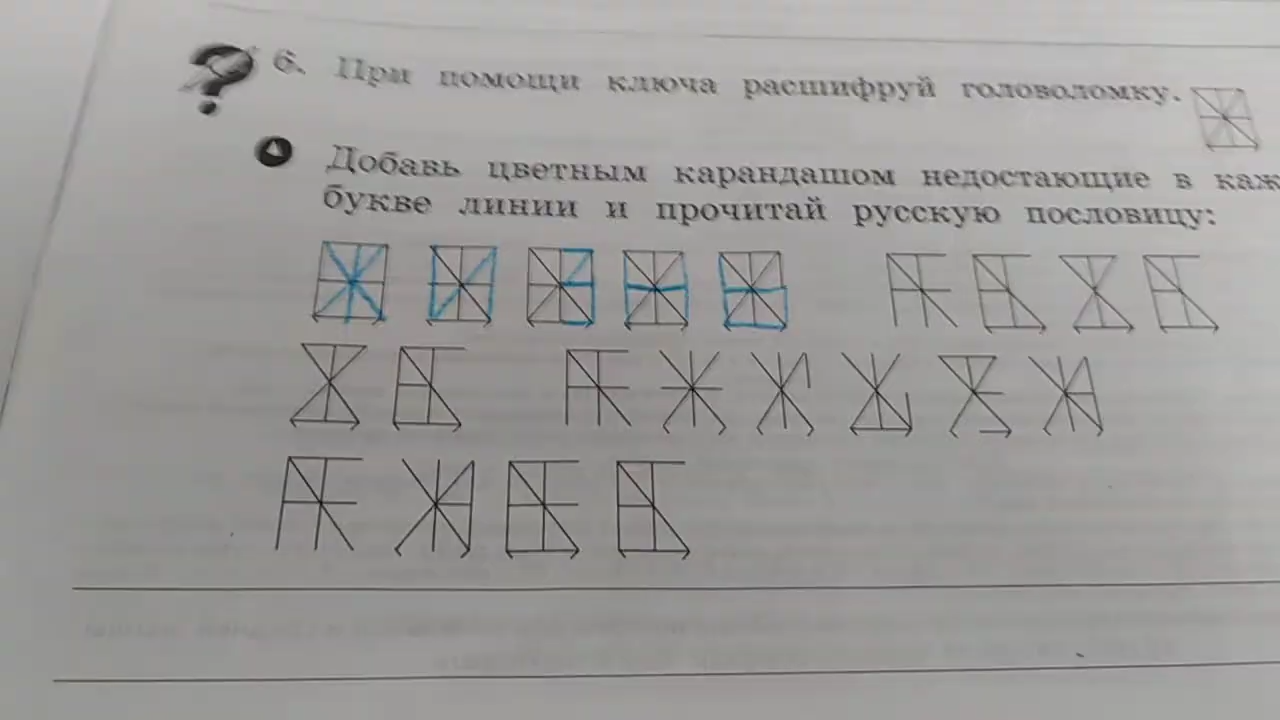 6. При помощи ключа расшифруй головоломку.
Добавь цветным карандашом недостающие в каж
букве линии и прочитай русскую пословицу: